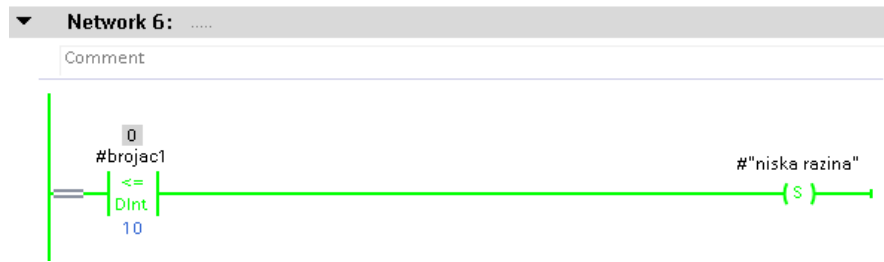 Network 6: .....
Comment
0
#brojac1
#"niska razina"
<=
S
DInt
10